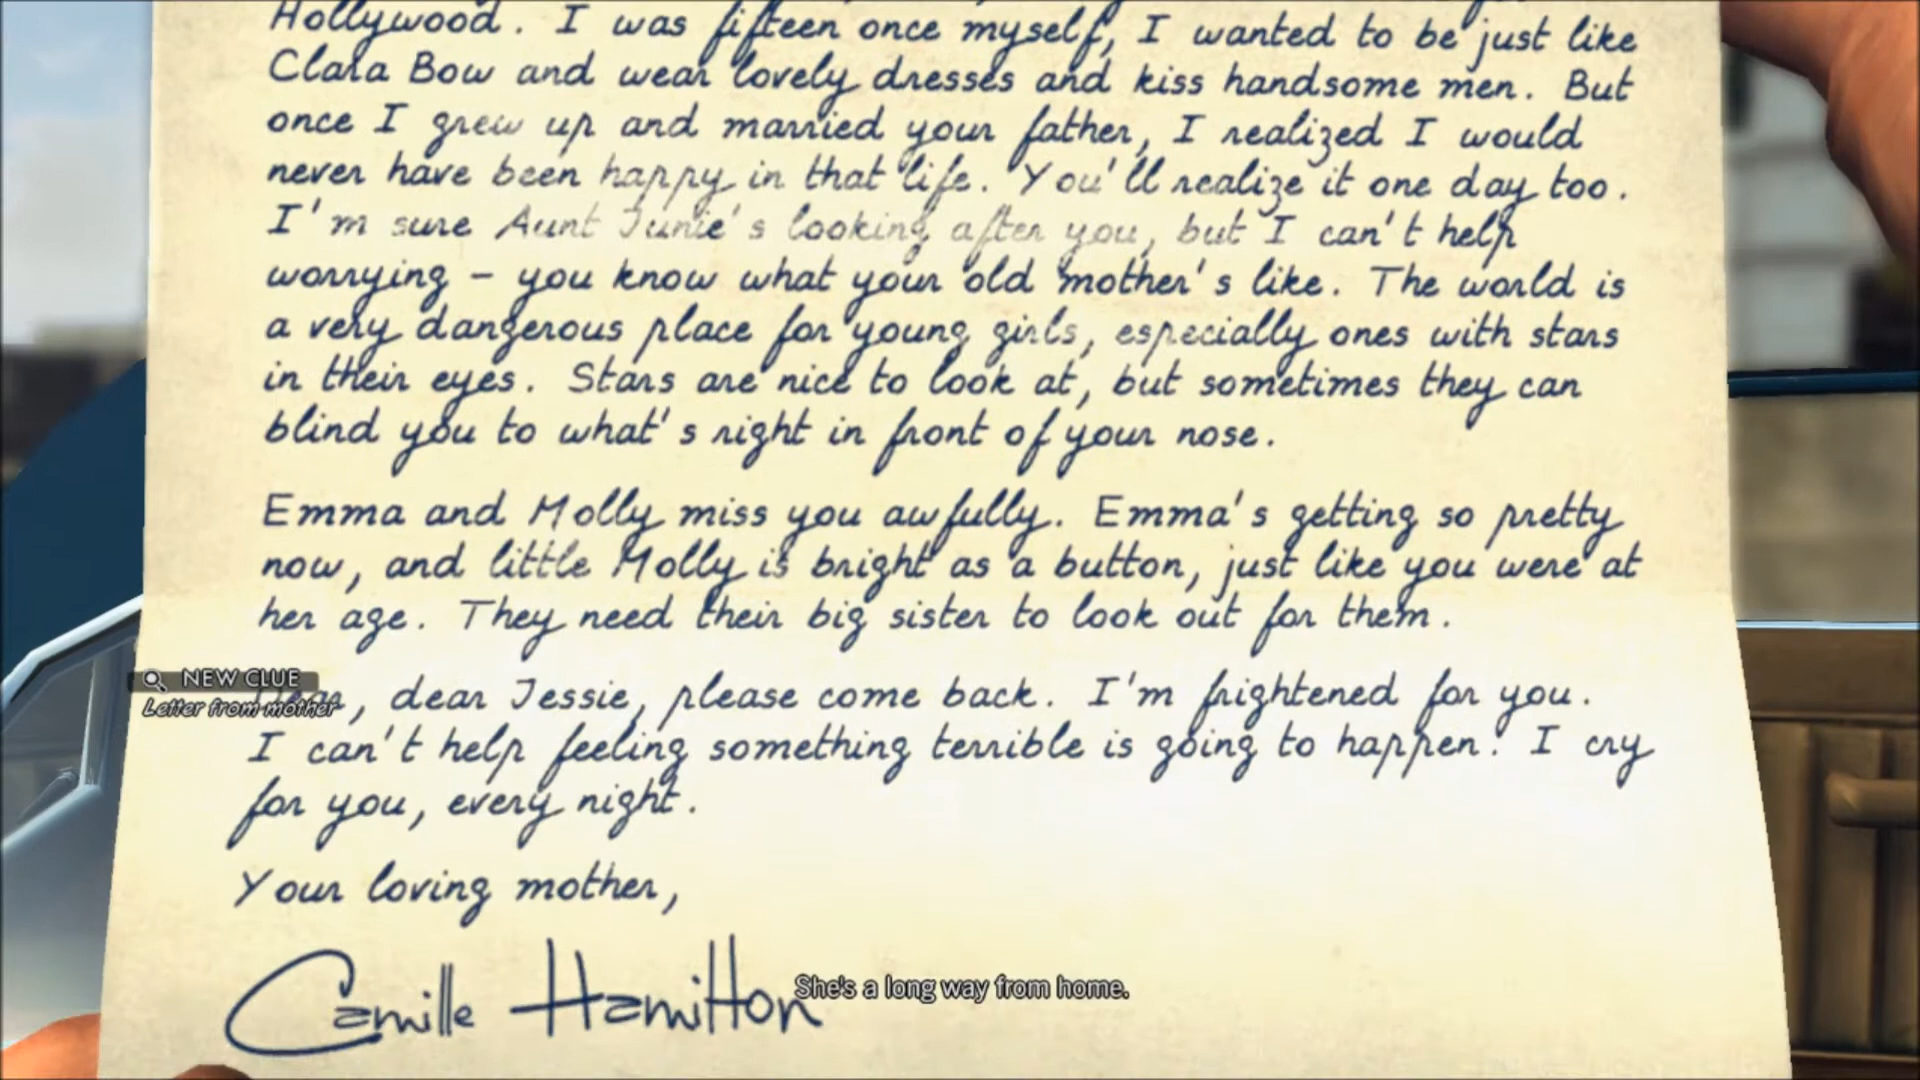 Hollywood. I was fifteen once myself, I wanted to be just like
Clara Bow and wear lovely dresses and kiss handsome men. But
once I grew up and married your father, I realized I would
never have been happy in that life. You'll realize it one day too.
I'm sure Aunt Junie's looking after you, but I can't help
worrying – you know what your old mother's like. The world is
a very dangerous place for young girls, especially ones with stars
in their eyes. Stars are nice to look at, but sometimes they can
blind you to what's right in front of your nose.
Emma and Molly miss you awfully. Emma's getting so pretty
now, and little Molly is bright as a button, just like you were at
her age. They need their big sister to look out for them.
NEW CLUE
Letter from mother
Dear, dear Jessie, please come back. I'm frightened for you.
I can't help feeling something terrible is going to happen. I cry
for you, every night.
Your loving mother,
Camille Hamilton
She's a long way from home.